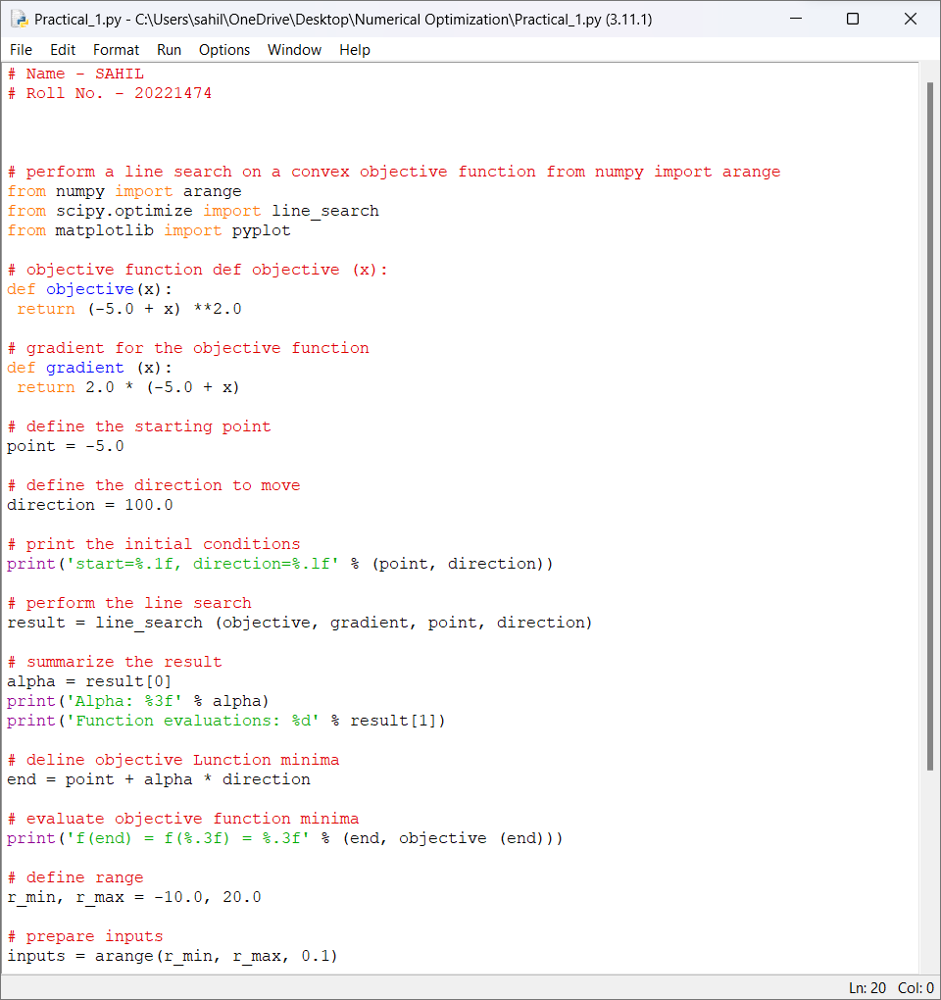 Practical_1.py - C:\Users\sahil\OneDrive\Desktop\Numerical Optimization\Practical_1.py (3.11.1)
File Edit Format Run Options Window Help
# Name - SAHIL
# Roll No. - 20221474
# perform a line search on a convex objective function from numpy import arange
from numpy import arange
from scipy.optimize import line_search
from matplotlib import pyplot
# objective function def objective (x):
def objective(x):
 return (-5.0 + x) **2.0
# gradient for the objective function
def gradient (x):
 return 2.0 * (-5.0 + x)
# define the starting point
point = -5.0
# define the direction to move
direction = 100.0
# print the initial conditions
print('start=%.1f, direction=%.lf' % (point, direction))
# perform the line search
result = line_search (objective, gradient, point, direction)
# summarize the result
alpha = result[0]
print('Alpha: %3f' % alpha)
print('Function evaluations: %d' % result[1])
# deline objective Lunction minima
end = point + alpha * direction
# evaluate objective function minima
print('f(end) = f(%.3f) = %.3f' % (end, objective (end)))
# define range
r_min, r_max = -10.0, 20.0
# prepare inputs
inputs = arange(r_min, r_max, 0.1)
Ln: 20 Col: 0